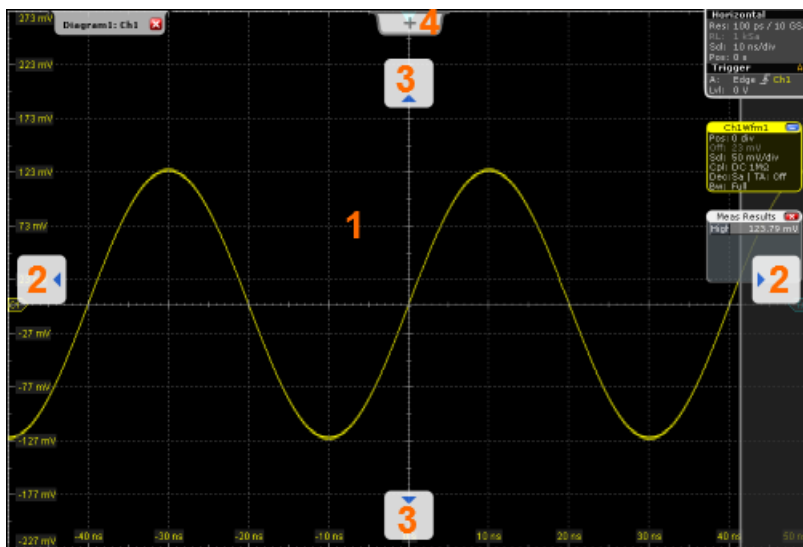 273 mV
Diagram1: Ch1
4
Horizontal
Res: 100 ps / 10 GS
RL: 1 kSa
Scl: 10 ns/div
Pos: 0 s
Trigger A
A: Edge Ch1
Lvl: 0 V
223 mV
3
173 mV
Ch1Wfm1
Pos: 0 div
Off: 23 mV
Scl: 50 mV/div
Cpl: DC 1MΩ
Dec: Sa | TA: Off
BW: Full
123 mV
73 mV
1
Meas Results
High 123.79 mV
2
2
-27 mV
-77 mV
-127 mV
-177 mV
3
-227 mV
-40 ns
-30 ns
-20 ns
-10 ns
0 s
10 ns
20 ns
30 ns
40 ns
50 n